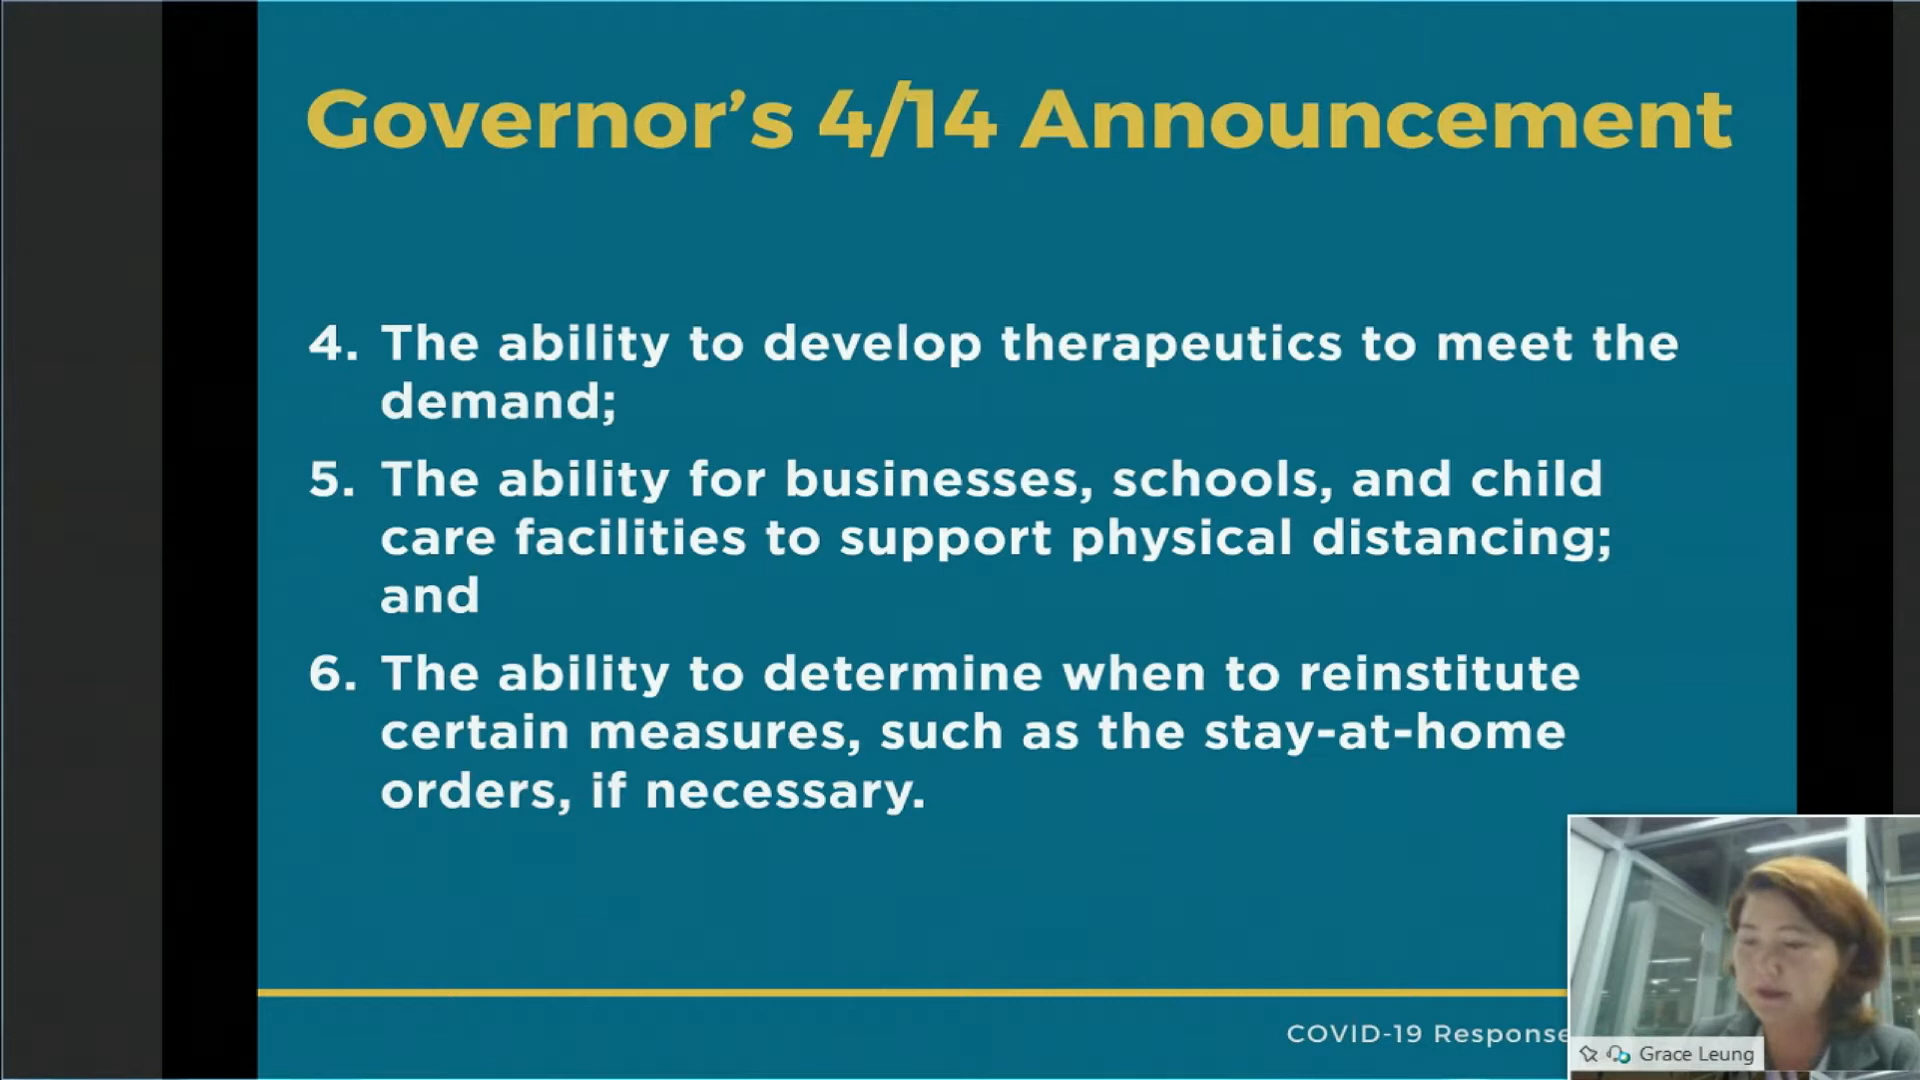 Governor’s 4/14 Announcement
4. The ability to develop therapeutics to meet the
demand;
5. The ability for businesses, schools, and child
care facilities to support physical distancing;
and
6. The ability to determine when to reinstitute
certain measures, such as the stay-at-home
orders, if necessary.
COVID-19 Response
Grace Leung